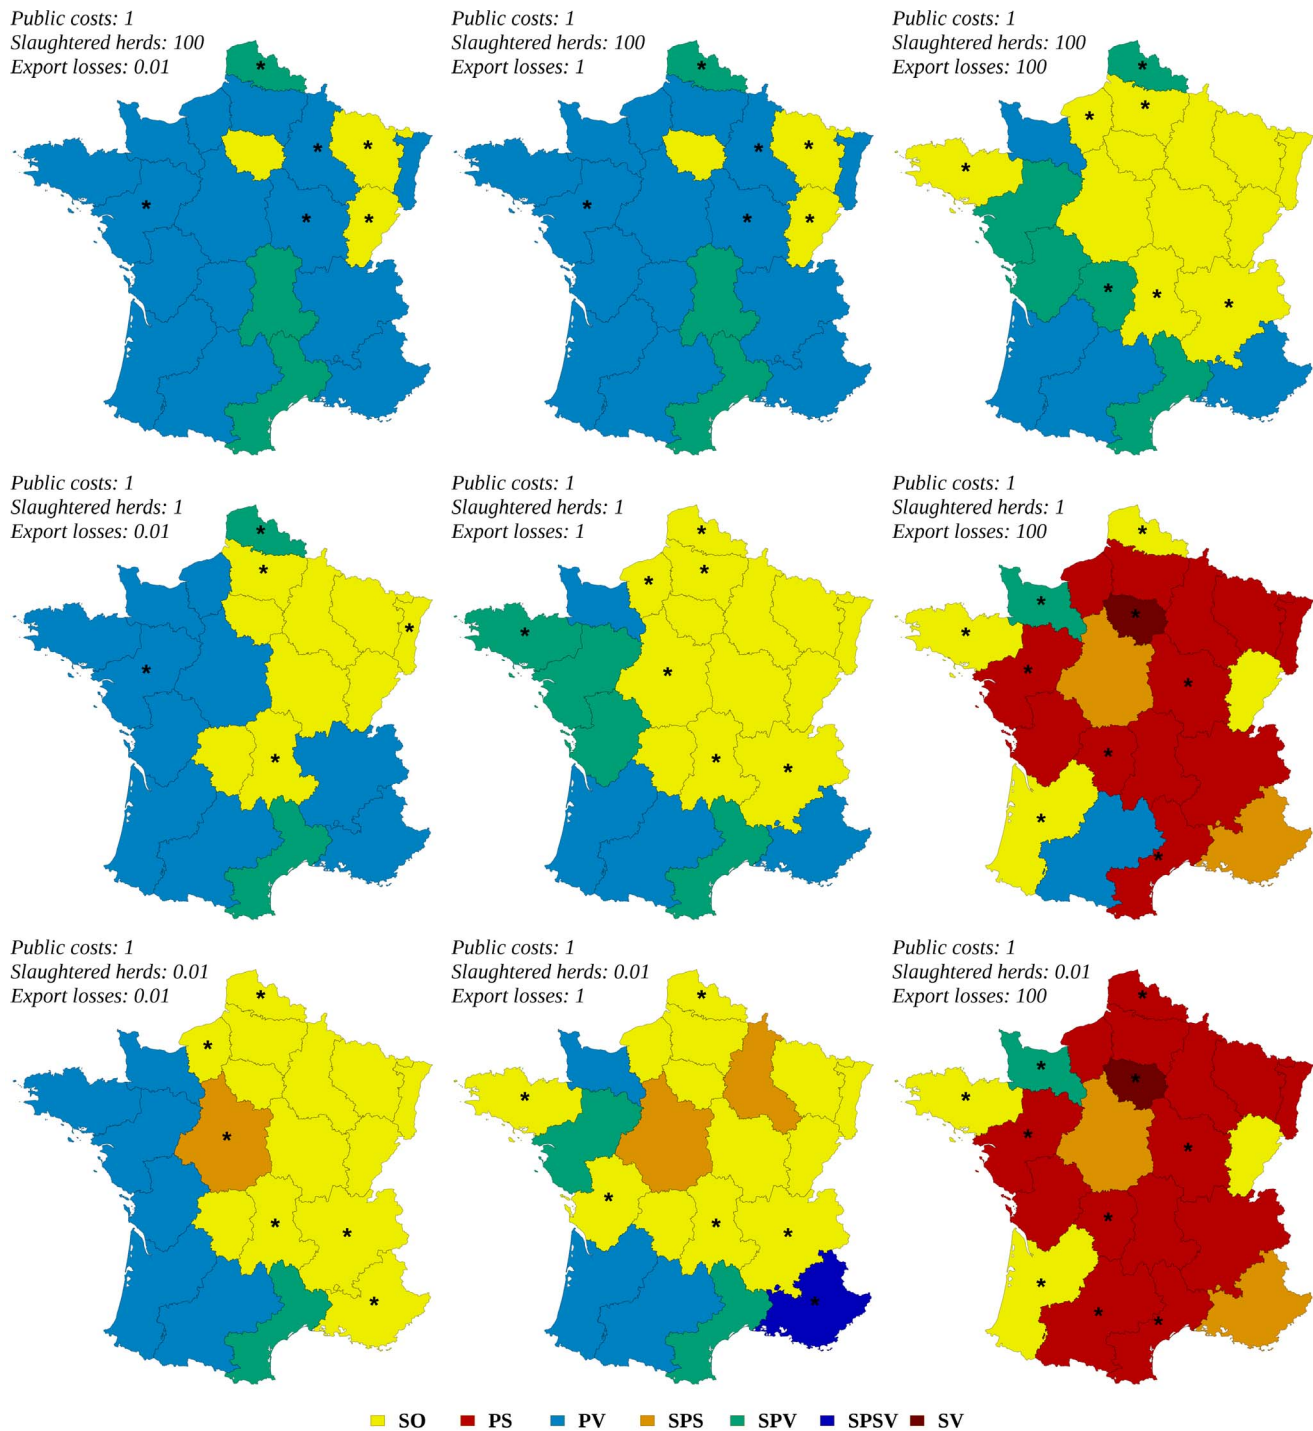 Public costs: 1
Slaughtered herds: 100
Export losses: 0.01
Public costs: 1
Slaughtered herds: 100
Export losses: 1
Public costs: 1
Slaughtered herds: 100
Export losses: 100
Public costs: 1
Slaughtered herds: 1
Export losses: 0.01
Public costs: 1
Slaughtered herds: 1
Export losses: 1
Public costs: 1
Slaughtered herds: 1
Export losses: 100
Public costs: 1
Slaughtered herds: 0.01
Export losses: 0.01
Public costs: 1
Slaughtered herds: 0.01
Export losses: 1
Public costs: 1
Slaughtered herds: 0.01
Export losses: 100
SO PS PV SPS SPV SPSV SV